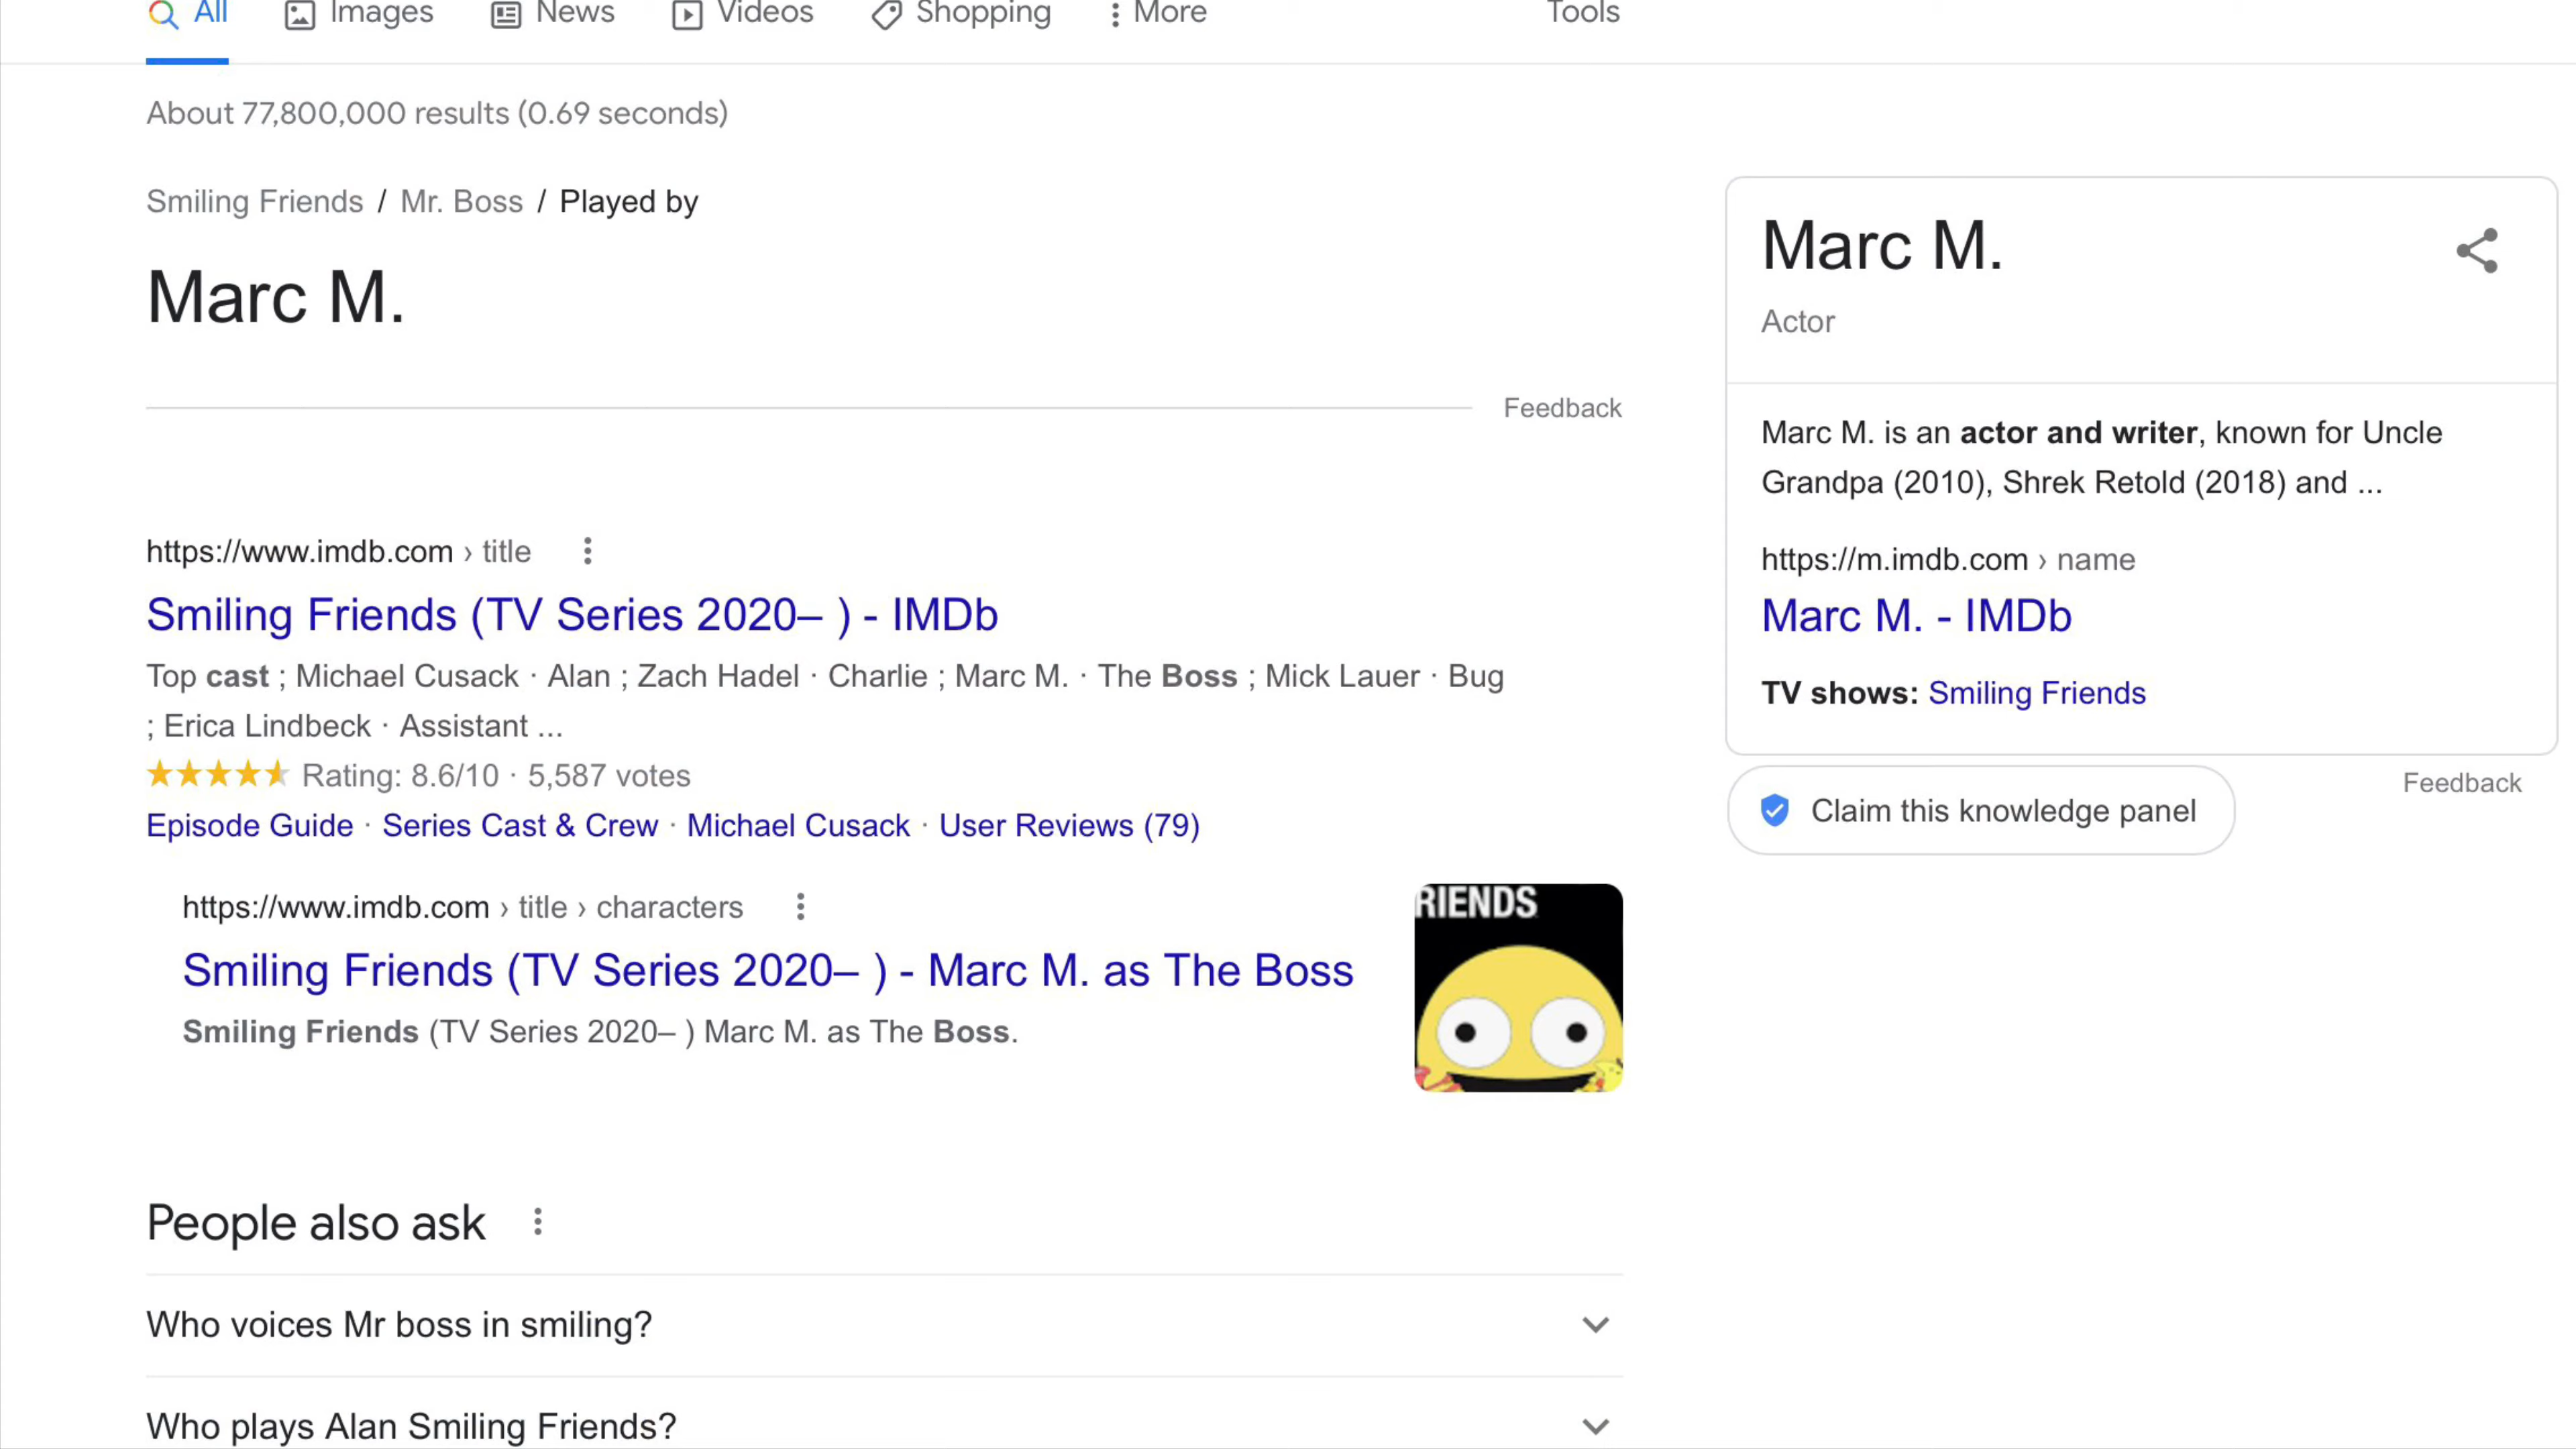 All Images News Videos Shopping More Tools
About 77,800,000 results (0.69 seconds)
Smiling Friends / Mr. Boss / Played by
Marc M.
Feedback
https://www.imdb.com › title
Smiling Friends (TV Series 2020– ) - IMDb
Top cast ; Michael Cusack · Alan ; Zach Hadel · Charlie ; Marc M. · The Boss ; Mick Lauer · Bug
; Erica Lindbeck · Assistant ...
Rating: 8.6/10 · 5,587 votes
Episode Guide · Series Cast & Crew · Michael Cusack · User Reviews (79)
https://www.imdb.com › title › characters
Smiling Friends (TV Series 2020– ) - Marc M. as The Boss
Smiling Friends (TV Series 2020– ) Marc M. as The Boss.
RIENDS
People also ask
Who voices Mr boss in smiling?
Who plays Alan Smiling Friends?
Marc M.
Actor
Marc M. is an actor and writer, known for Uncle
Grandpa (2010), Shrek Retold (2018) and ...
https://m.imdb.com › name
Marc M. - IMDb
TV shows: Smiling Friends
Claim this knowledge panel
Feedback